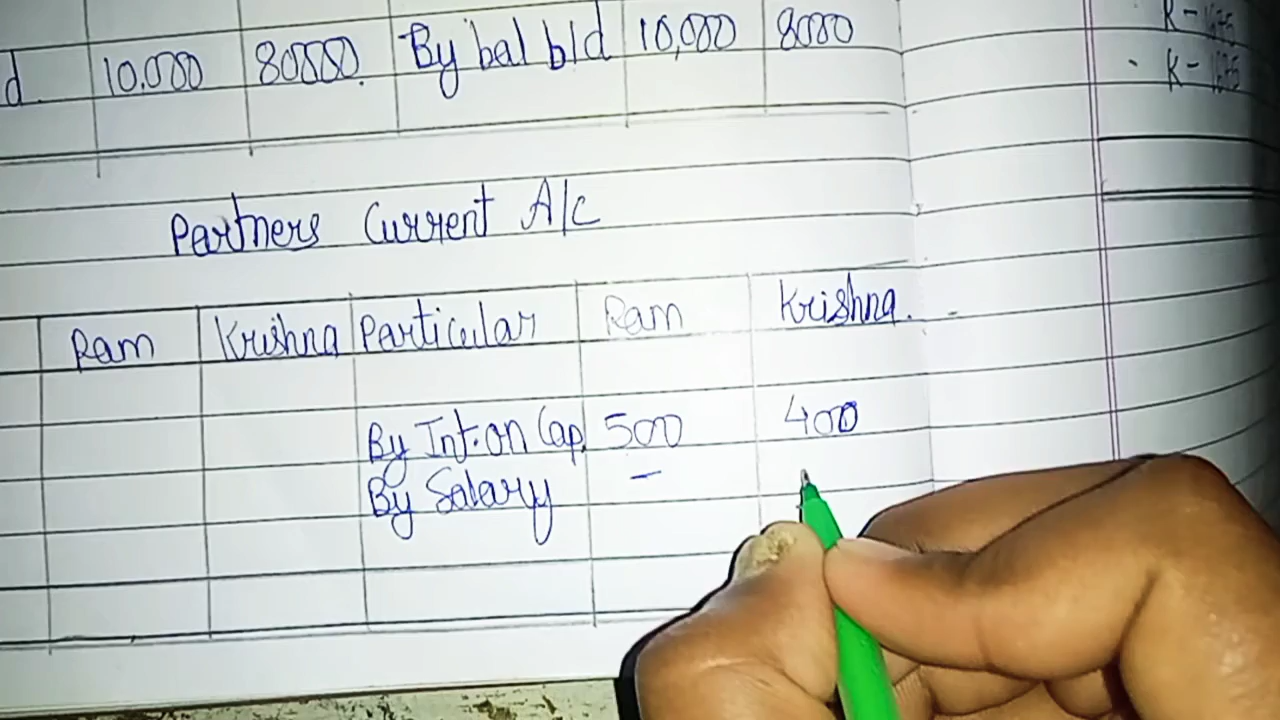 d 10,000 80000 By bal b/d 10,000 8000
R -
K - 1675
Partners Current A/C
Ram Krishna Particular Ram Krishna
By Int. on Cap. 500 400
By Salary -